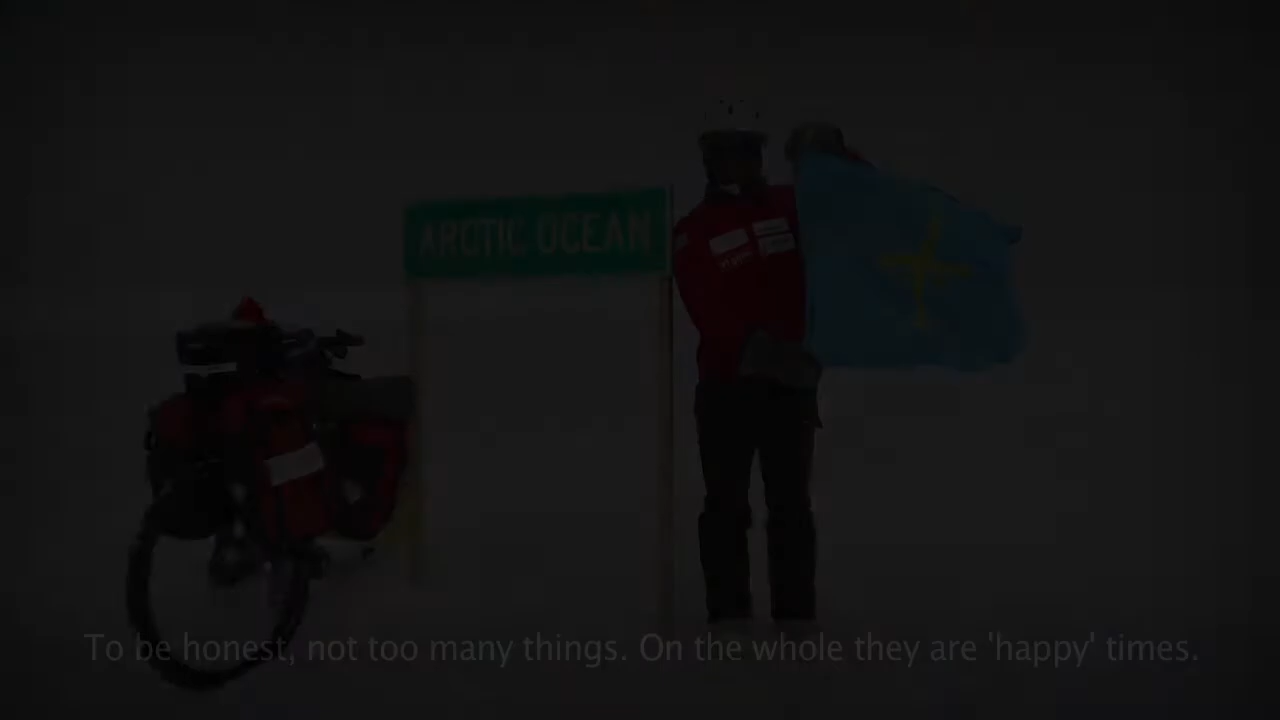 ARCTIC OCEAN
To be honest, not too many things. On the whole they are 'happy' times.